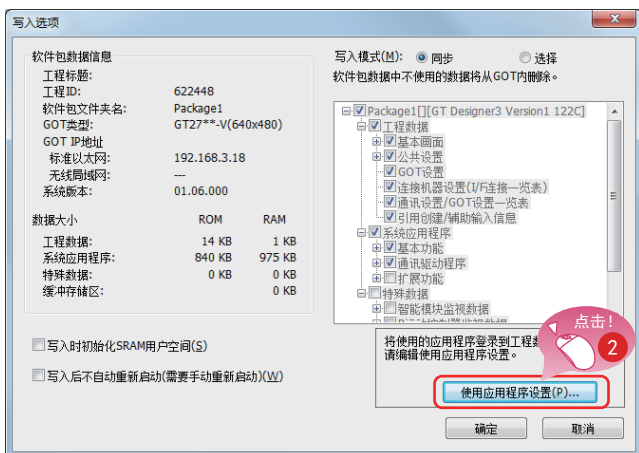 写入选项
软件包数据信息
工程标题:
工程ID: 622448
软件包文件夹名: Package1
GOT类型: GT27**-V(640x480)
GOT IP地址
标准以太网: 192.168.3.18
无线局域网: ---
系统版本: 01.06.000
数据大小 ROM RAM
工程数据: 14 KB 1 KB
系统应用程序: 840 KB 975 KB
特殊数据: 0 KB 0 KB
缓冲存储区: 0 KB
写入时初始化SRAM用户空间(S)
写入后不自动重新启动(需要手动重新启动)(W)
写入模式(M): 同步 选择
软件包数据中不使用的数据将从GOT内删除。
Package1[][GT Designer3 Version1 122C]
工程数据
基本画面
公共设置
GOT设置
连接机器设置(I/F连接一览表)
通讯设置/GOT设置一览表
引用创建/辅助输入信息
系统应用程序
基本功能
通讯驱动程序
扩展功能
特殊数据
智能模块监视数据
点击!
2
将使用的应用程序登录到工程数
请编辑使用应用程序设置。
使用应用程序设置(P)...
确定 取消